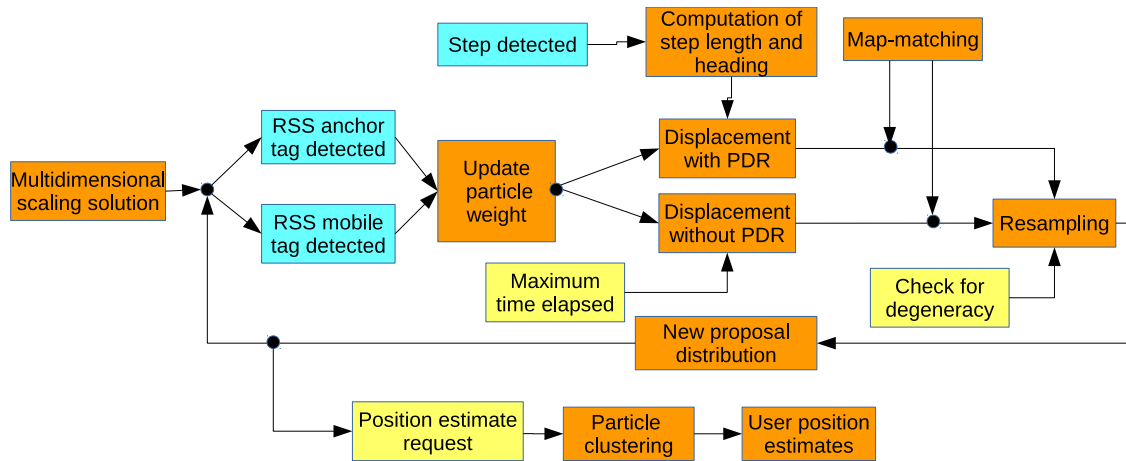 Step detected
Computation of
step length and
heading
Map-matching
RSS anchor
tag detected
Multidimensional
scaling solution
RSS mobile
tag detected
Update
particle
weight
Displacement
with PDR
Displacement
without PDR
Resampling
Maximum
time elapsed
Check for
degeneracy
New proposal
distribution
Position estimate
request
Particle
clustering
User position
estimates